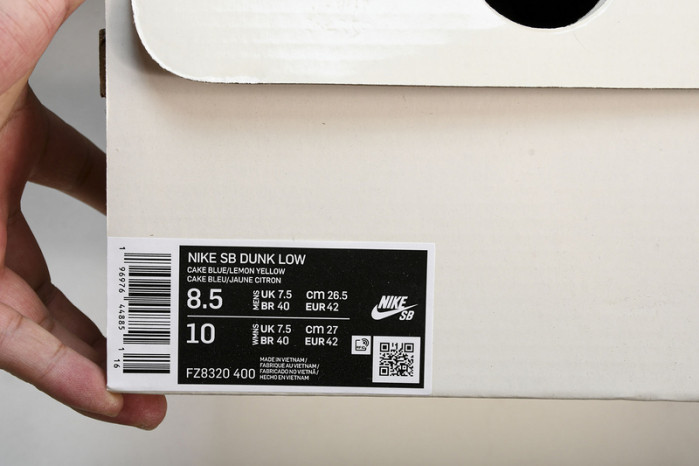 1 96976 44885 1 16
NIKE SB DUNK LOW
CAKE BLUE/LEMON YELLOW
CAKE BLEU/JAUNE CITRON
8.5 MENS UK 7.5 cm 26.5
BR 40 EUR 42
10 WMNS UK 7.5 cm 27
BR 40 EUR 42
NIKE
SB
MADE IN VIETNAM/
FABRIQUE AU VIETNAM/
FABRICADO NO VIETNÃ/
HECHO EN VIETNAM
FZ8320 400